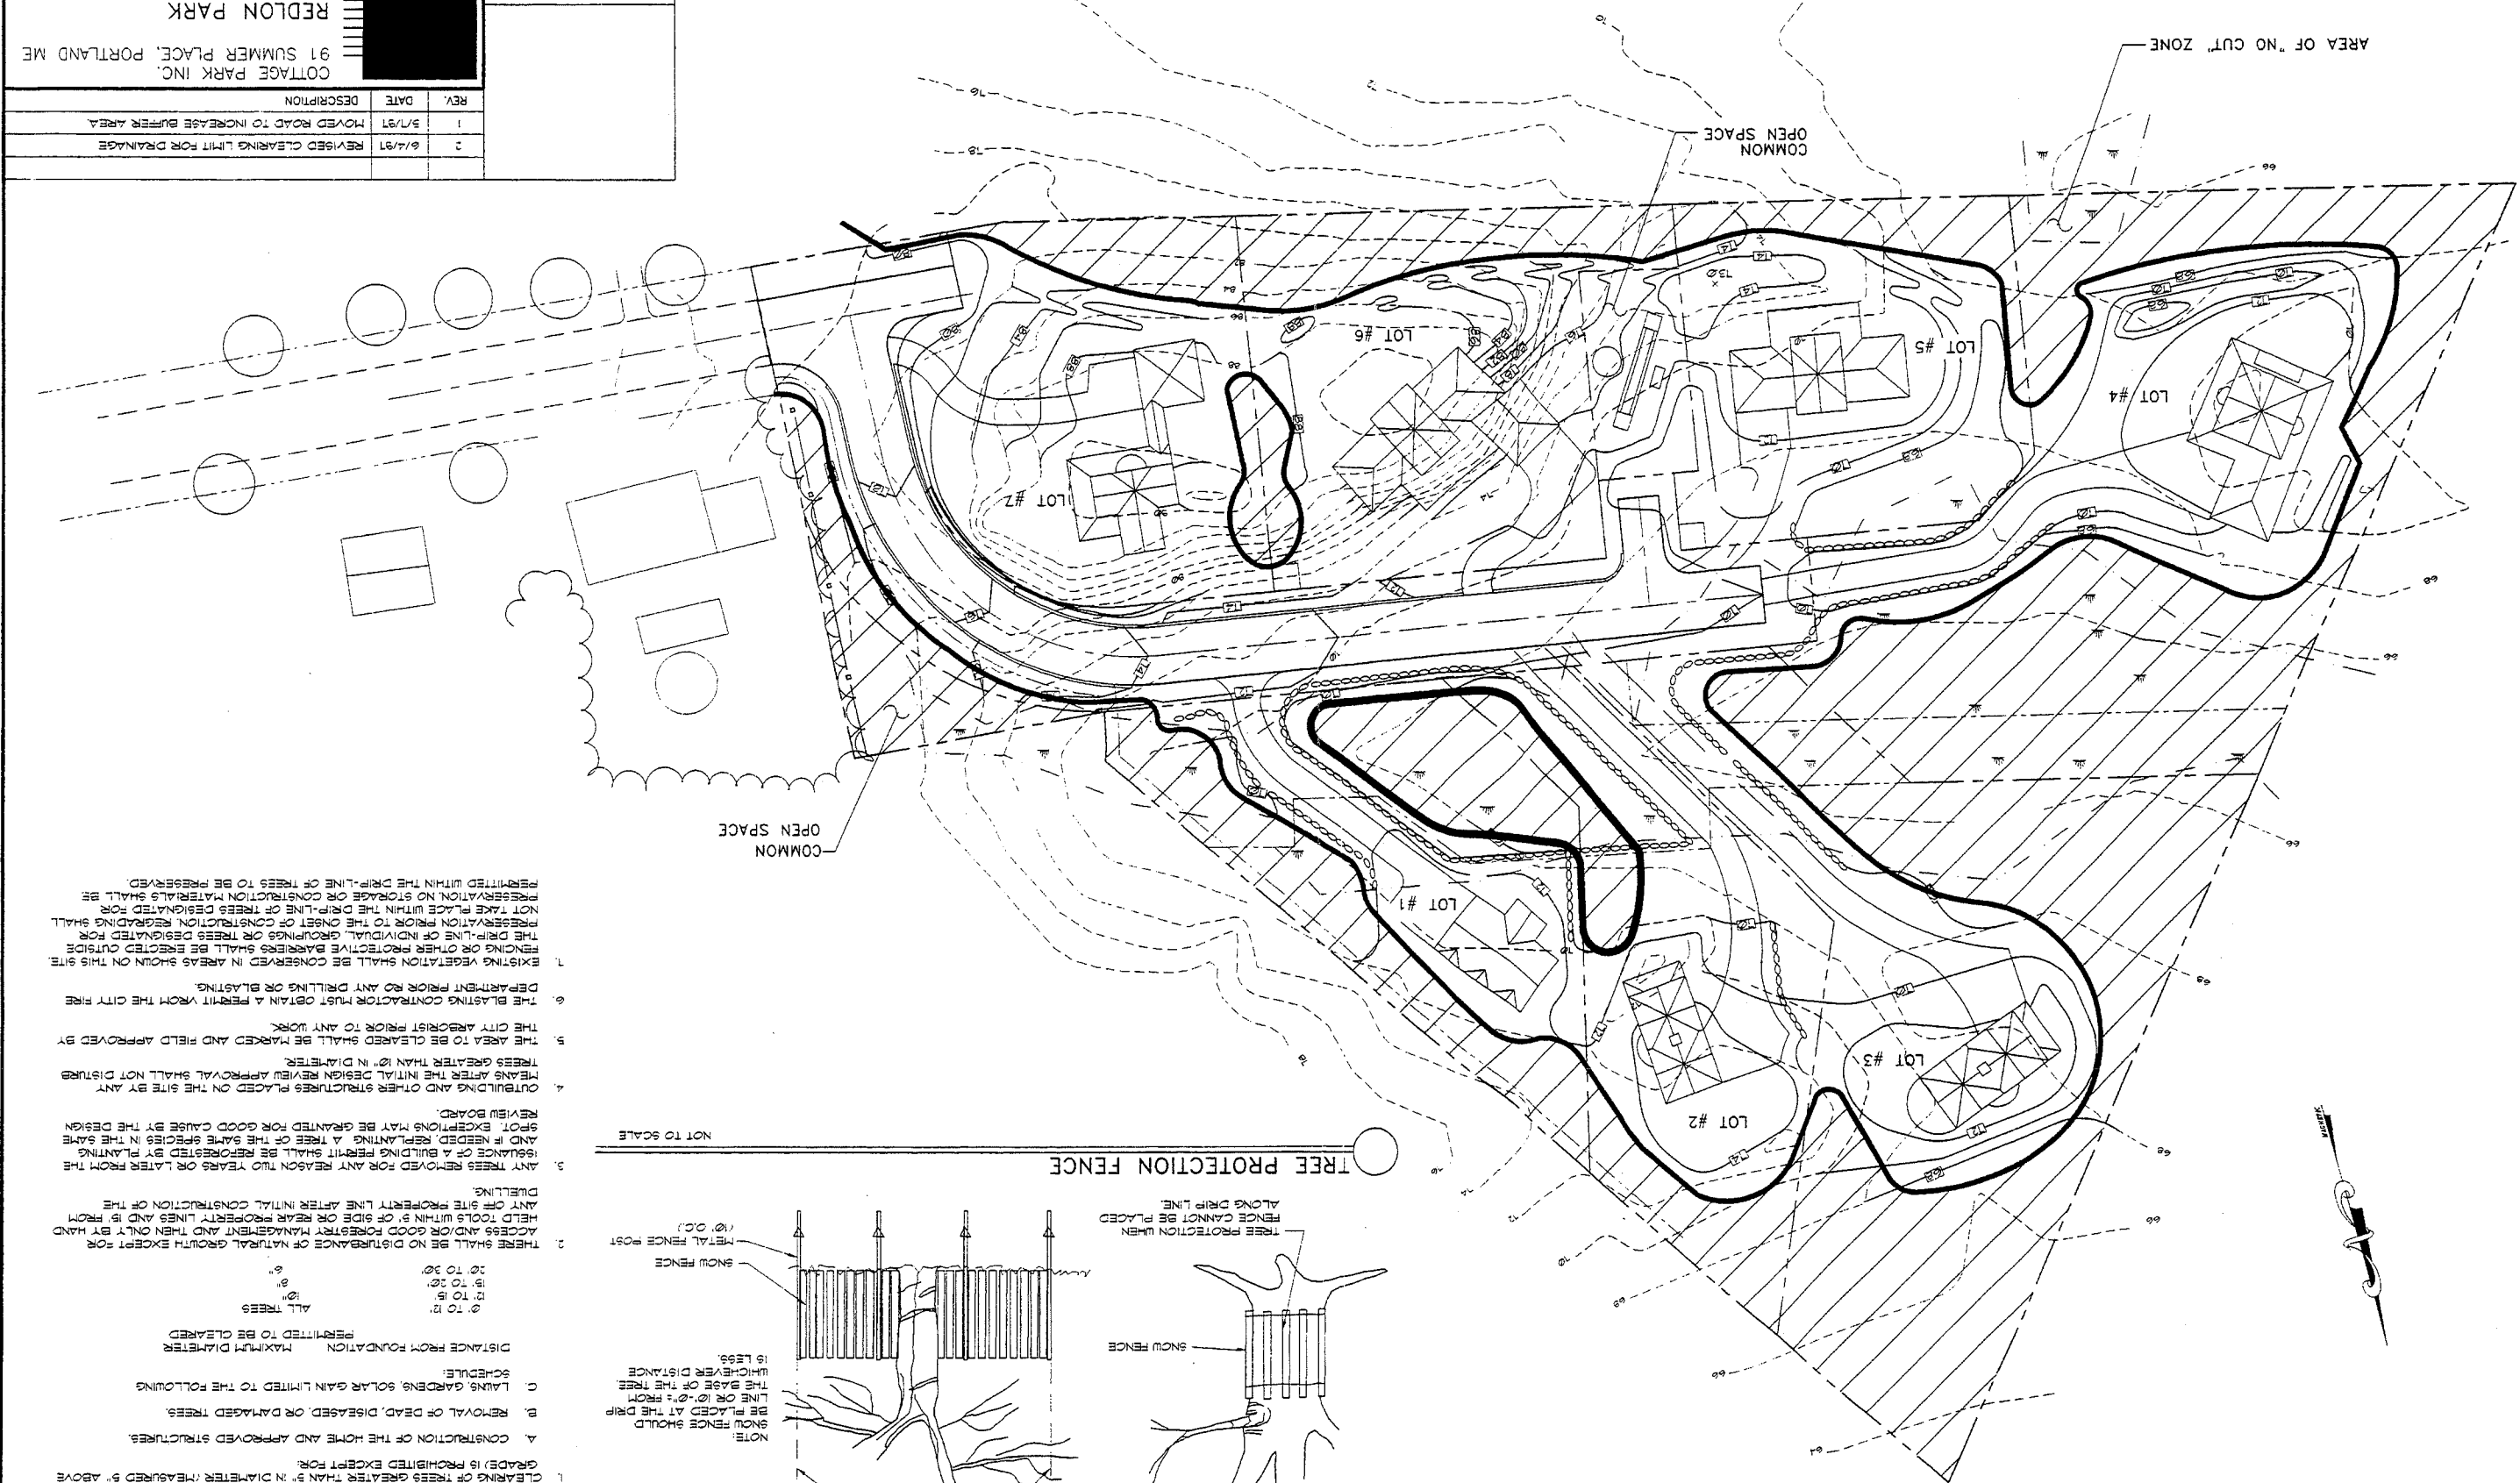 1. CLEARING OF TREES GREATER THAN 5" IN DIAMETER (MEASURED 5" ABOVE
GRADE) IS PROHIBITED EXCEPT FOR:
A. CONSTRUCTION OF THE HOME AND APPROVED STRUCTURES.
B. REMOVAL OF DEAD, DISEASED, OR DAMAGED TREES.
C. LAWNS, GARDENS, SOLAR GAIN LIMITED TO THE FOLLOWING
SCHEDULE:
DISTANCE FROM FOUNDATION MAXIMUM DIAMETER
PERMITTED TO BE CLEARED
0' TO 12' ALL TREES
12' TO 15' 10"
15' TO 20' 8"
20' TO 30' 6"
2. THERE SHALL BE NO DISTURBANCE OF NATURAL GROWTH EXCEPT FOR
ACCESS AND/OR GOOD FORRESTRY MANAGEMENT AND THEN ONLY BY HAND
HELD TOOLS WITHIN 5' OF SIDE OR REAR PROPERTY LINES AND 15' FROM
ANY OFF SITE PROPERTY LINE AFTER INITIAL CONSTRUCTION OF THE
DWELLING.
3. ANY TREES REMOVED FOR ANY REASON TWO YEARS OR LATER FROM THE
ISSUANCE OF A BUILDING PERMIT SHALL BE REFORESTED BY PLANTING
AND IF NEEDED, REPLANTING A TREE OF THE SAME SPECIES IN THE SAME
SPOT. EXCEPTIONS MAY BE GRANTED FOR GOOD CAUSE BY THE DESIGN
REVIEW BOARD.
4. OUTBUILDING AND OTHER STRUCTURES PLACED ON THE SITE BY ANY
MEANS AFTER THE INITIAL DESIGN REVIEW APPROVAL SHALL NOT DISTURB
TREES GREATER THAN 10" IN DIAMETER.
5. THE AREA TO BE CLEARED SHALL BE MARKED AND FIELD APPROVED BY
THE CITY ARBORIST PRIOR TO ANY WORK.
6. THE BLASTING CONTRACTOR MUST OBTAIN A PERMIT VROM THE CITY FIRE
DEPARTMENT PRIOR RO ANY DRILLING OR BLASTING.
7. EXISTING VEGETATION SHALL BE CONSERVED IN AREAS SHOWN ON THIS SITE.
FENCING OR OTHER PROTECTIVE BARRIERS SHALL BE ERECTED OUTSIDE
THE DRIP-LINE OF INDIVIDUAL, GROUPINGS OR TREES DESIGNATED FOR
PRESERVATION PRIOR TO THE ONSET OF CONSTRUCTION. REGRADING SHALL
NOT TAKE PLACE WITHIN THE DRIP-LINE OF TREES DESIGNATED FOR
PRESERVATION. NO STORAGE OR CONSTRUCTION MATERIALS SHALL BE
PERMITTED WITHIN THE DRIP-LINE OF TREES TO BE PRESERVED.
NOTE:
SNOW FENCE SHOULD
BE PLACED AT THE DRIP
LINE OR 10'-0"± FROM
THE BASE OF THE TREE,
WHICHEVER DISTANCE
IS LESS.
SNOW FENCE
METAL FENCE POST
(10' O.C.)
SNOW FENCE
TREE PROTECTION WHEN
FENCE CANNOT BE PLACED
ALONG DRIP LINE.
TREE PROTECTION FENCE
NOT TO SCALE
MAGNETIC
LOT #3
LOT #2
LOT #1
COMMON
OPEN SPACE
LOT #7
LOT #4
LOT #5
LOT #6
COMMON
OPEN SPACE
AREA OF "NO CUT" ZONE
2 6/4/97 REVISED CLEARING LIMIT FOR DRAINAGE
1 5/7/97 MOVED ROAD TO INCREASE BUFFER AREA
REV. DATE DESCRIPTION
COTTAGE PARK INC.
91 SUMMER PLACE, PORTLAND ME
REDLON PARK